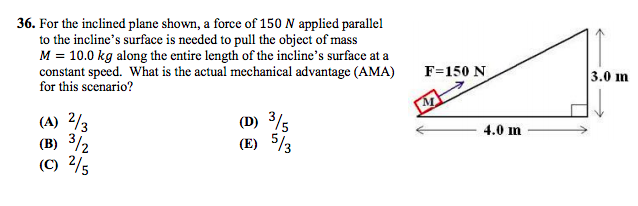 36. For the inclined plane shown, a force of 150 N applied parallel
to the incline's surface is needed to pull the object of mass
M = 10.0 kg along the entire length of the incline's surface at a
constant speed. What is the actual mechanical advantage (AMA)
for this scenario?
(A) 2/3
(B) 3/2
(C) 2/5
(D) 3/5
(E) 5/3
F=150 N
M
3.0 m
4.0 m